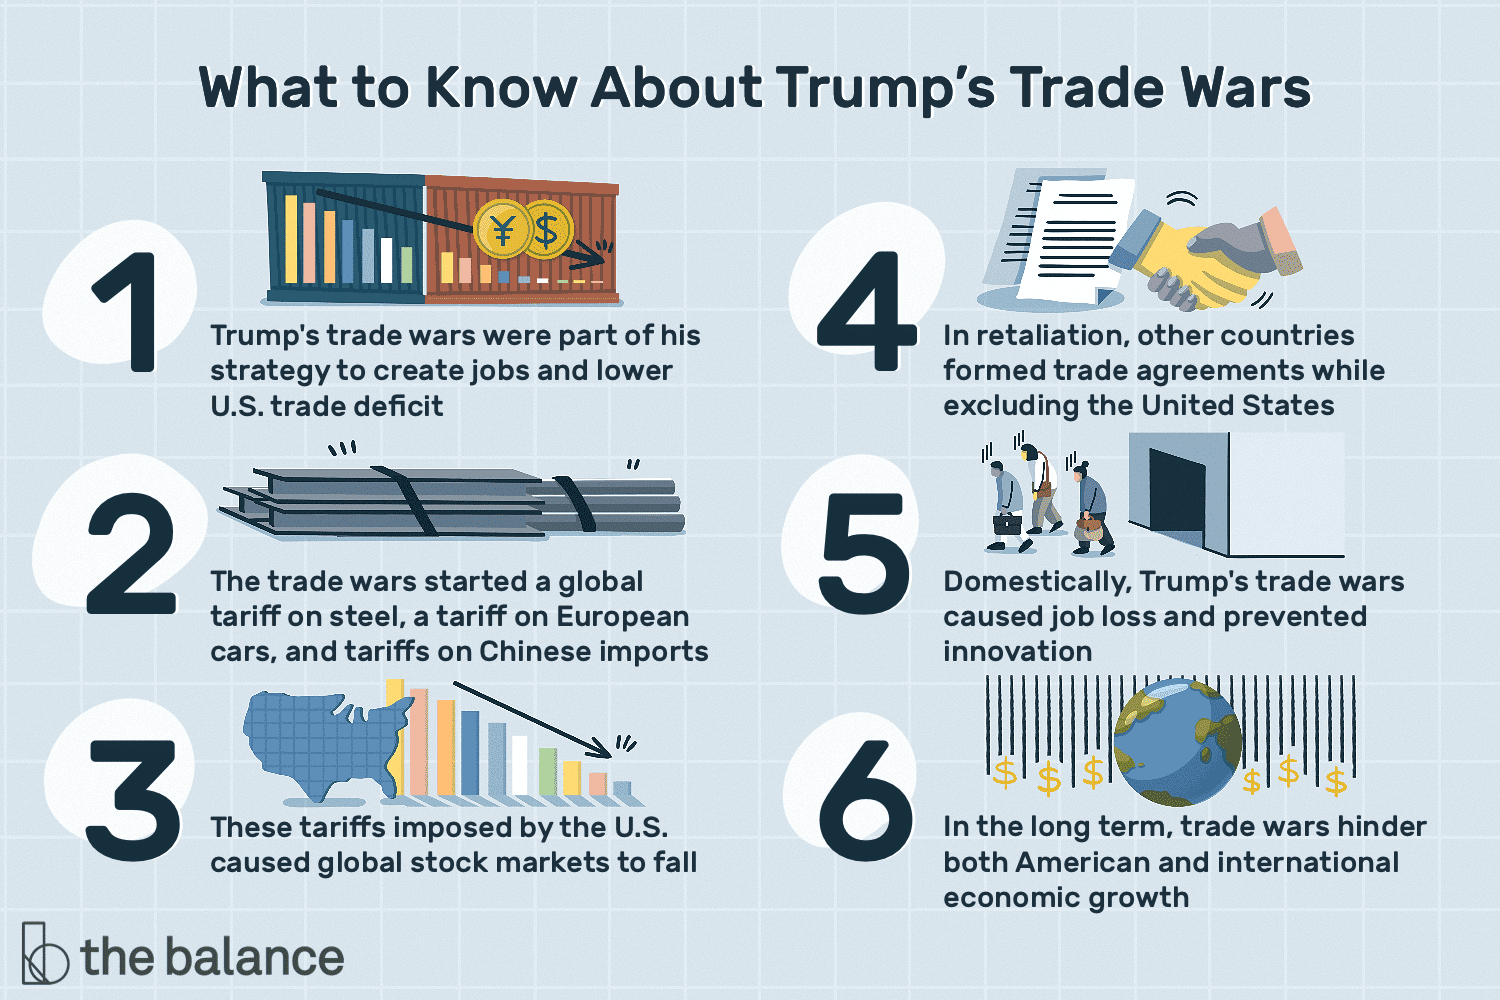 What to Know About Trump’s Trade Wars
¥ $
1
Trump's trade wars were part of his
strategy to create jobs and lower
U.S. trade deficit
2
The trade wars started a global
tariff on steel, a tariff on European
cars, and tariffs on Chinese imports
3
These tariffs imposed by the U.S.
caused global stock markets to fall
4
In retaliation, other countries
formed trade agreements while
excluding the United States
5
Domestically, Trump's trade wars
caused job loss and prevented
innovation
$ $ $ $ $ $
6
In the long term, trade wars hinder
both American and international
economic growth
b the balance